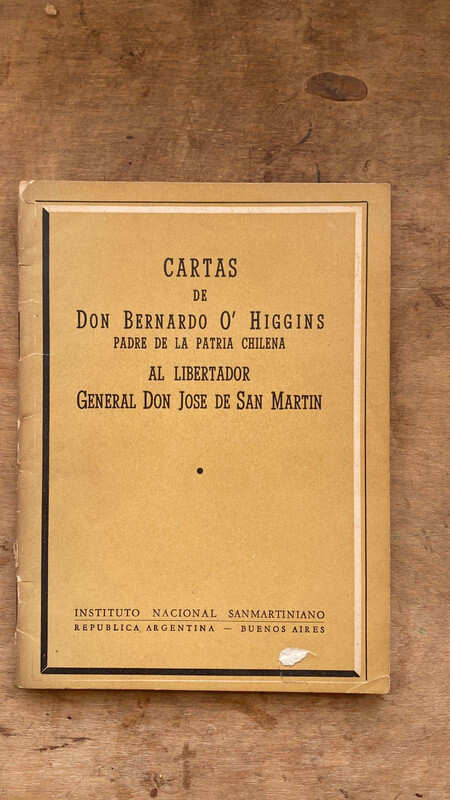 CARTAS
DE
DON BERNARDO O' HIGGINS
PADRE DE LA PATRIA CHILENA
AL LIBERTADOR
GENERAL DON JOSE DE SAN MARTIN
INSTITUTO NACIONAL SANMARTINIANO
REPUBLICA ARGENTINA — BUENOS AIRES